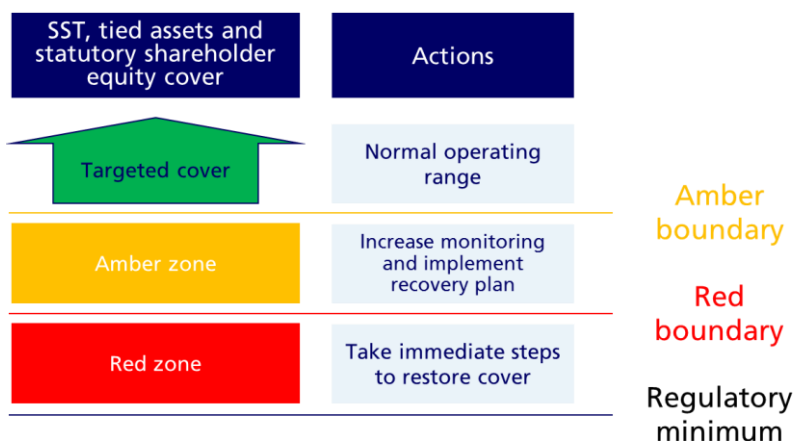 SST, tied assets and
statutory shareholder
equity cover
Actions
Targeted cover
Normal operating
range
Amber
boundary
Amber zone
Increase monitoring
and implement
recovery plan
Red
boundary
Red zone
Take immediate steps
to restore cover
Regulatory
minimum